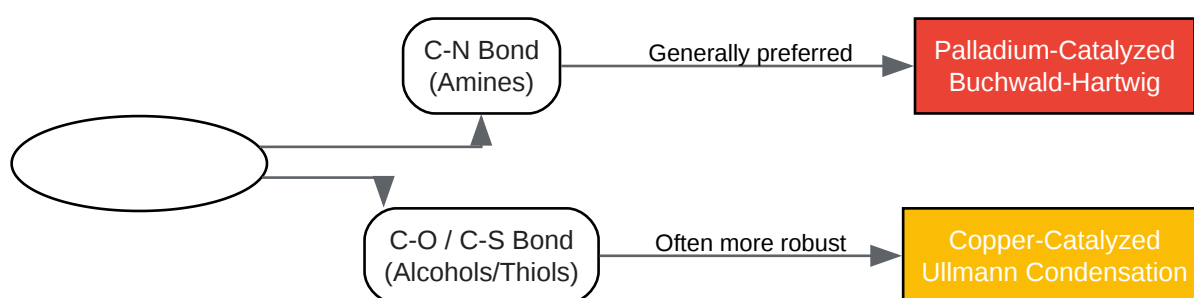 C-N Bond
(Amines)
Generally preferred
Palladium-Catalyzed
Buchwald-Hartwig
C-O / C-S Bond
(Alcohols/Thiols)
Often more robust
Copper-Catalyzed
Ullmann Condensation